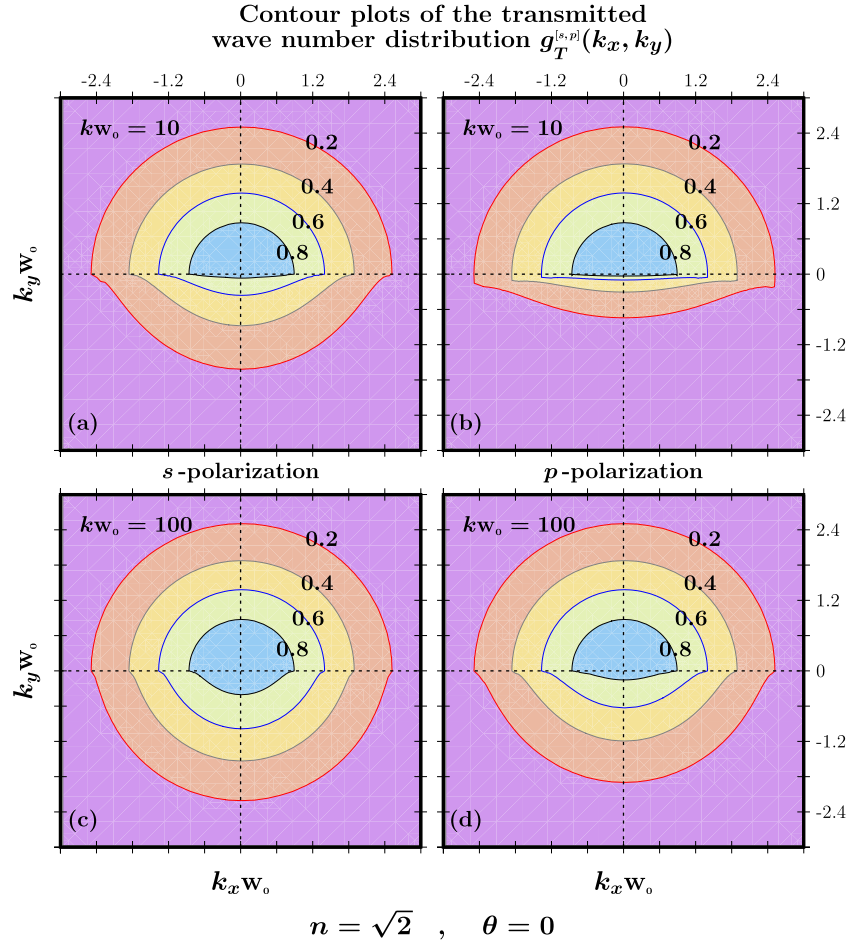 Contour plots of the transmitted
wave number distribution g_T^[s,p](k_x, k_y)
-2.4 -1.2 0 1.2 2.4
-2.4 -1.2 0 1.2 2.4
kw₀ = 10
0.2
0.4
0.6
0.8
(a)
kw₀ = 10
0.2
0.4
0.6
0.8
(b)
2.4
1.2
0
-1.2
-2.4
k_y w₀
s-polarization
p-polarization
kw₀ = 100
0.2
0.4
0.6
0.8
(c)
kw₀ = 100
0.2
0.4
0.6
0.8
(d)
2.4
1.2
0
-1.2
-2.4
k_y w₀
k_x w₀
k_x w₀
n = √2 , θ = 0